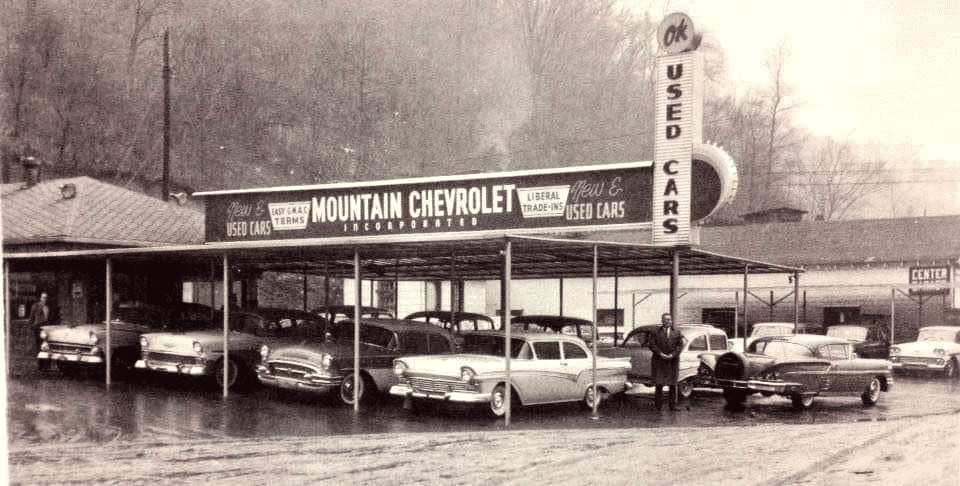 ok
USED CARS
New &
USED CARS
EASY G.M.A.C.
TERMS
MOUNTAIN CHEVROLET
INCORPORATED
LIBERAL
TRADE-INS
New &
USED CARS
CENTER